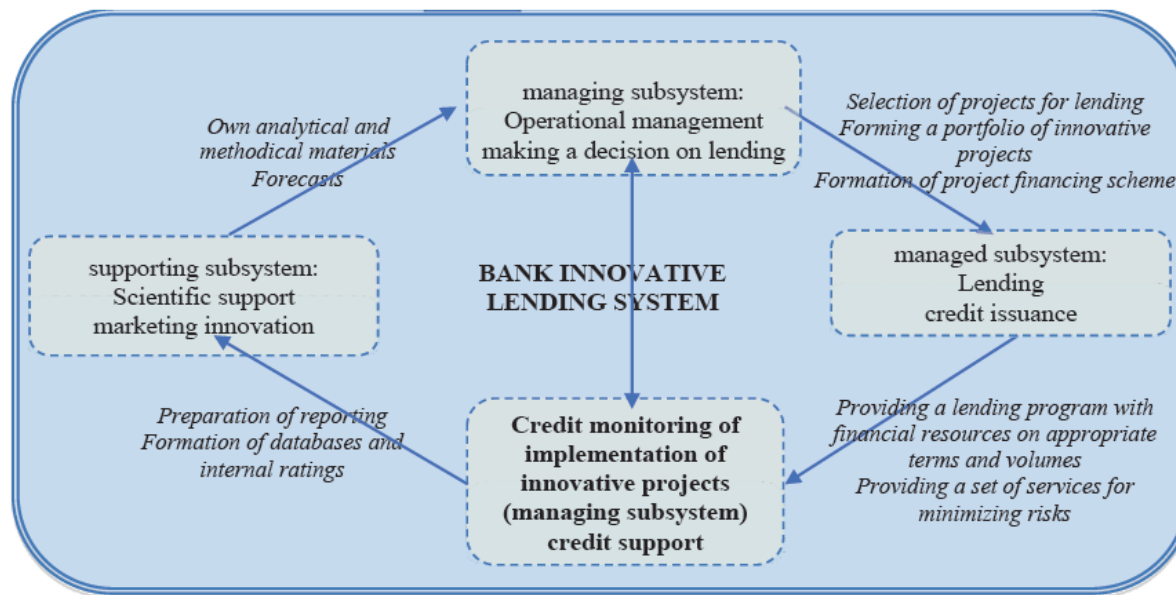 managing subsystem:
Operational management
making a decision on lending
Own analytical and
methodical materials
Forecasts
Selection of projects for lending
Forming a portfolio of innovative
projects
Formation of project financing scheme
supporting subsystem:
Scientific support
marketing innovation
BANK INNOVATIVE
LENDING SYSTEM
managed subsystem:
Lending
credit issuance
Preparation of reporting
Formation of databases and
internal ratings
Credit monitoring of
implementation of
innovative projects
(managing subsystem)
credit support
Providing a lending program with
financial resources on appropriate
terms and volumes
Providing a set of services for
minimizing risks